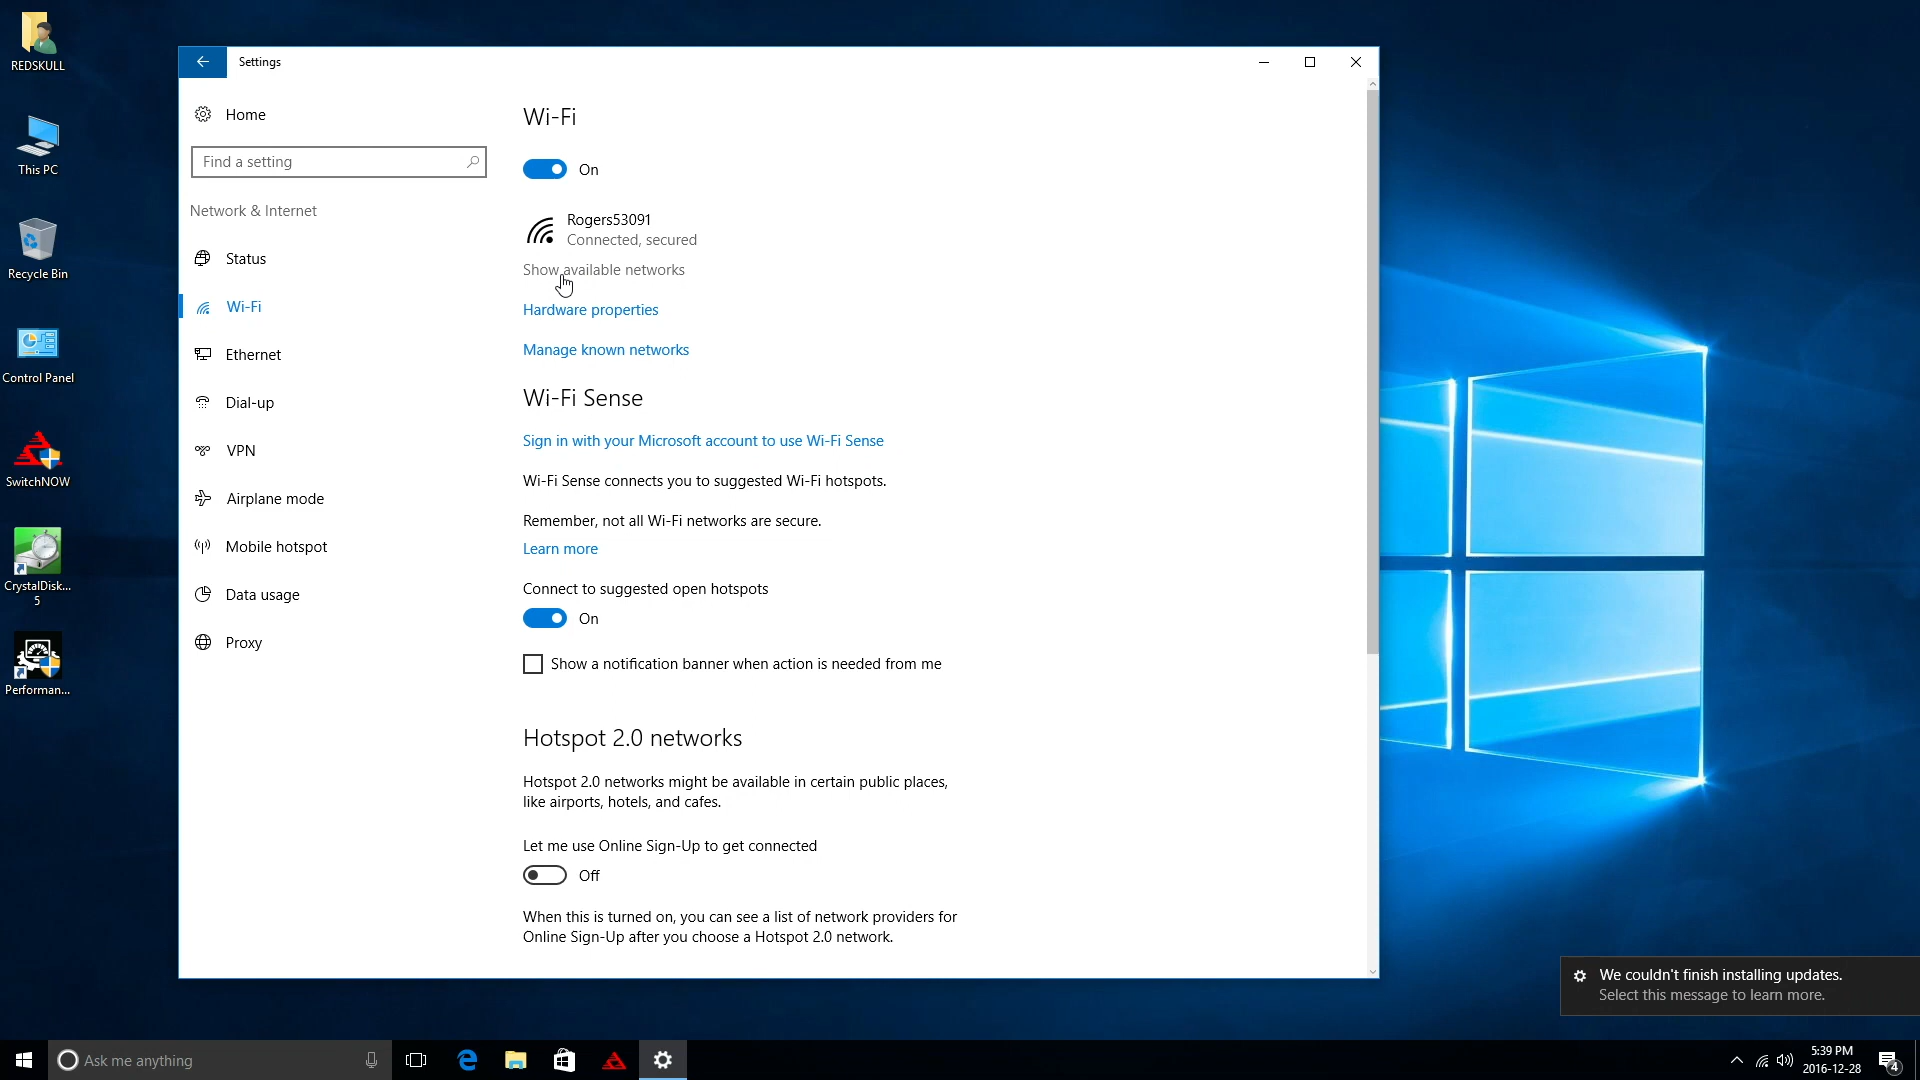 REDSKULL
This PC
Recycle Bin
Control Panel
SwitchNOW
CrystalDisk...
5
Performan...
Settings
Home
Find a setting
Network & Internet
Status
Wi-Fi
Ethernet
Dial-up
VPN
Airplane mode
Mobile hotspot
Data usage
Proxy
Wi-Fi
On
Rogers53091
Connected, secured
Show available networks
Hardware properties
Manage known networks
Wi-Fi Sense
Sign in with your Microsoft account to use Wi-Fi Sense
Wi-Fi Sense connects you to suggested Wi-Fi hotspots.
Remember, not all Wi-Fi networks are secure.
Learn more
Connect to suggested open hotspots
On
Show a notification banner when action is needed from me
Hotspot 2.0 networks
Hotspot 2.0 networks might be available in certain public places,
like airports, hotels, and cafes.
Let me use Online Sign-Up to get connected
Off
When this is turned on, you can see a list of network providers for
Online Sign-Up after you choose a Hotspot 2.0 network.
We couldn't finish installing updates.
Select this message to learn more.
Ask me anything
5:39 PM
2016-12-28
4